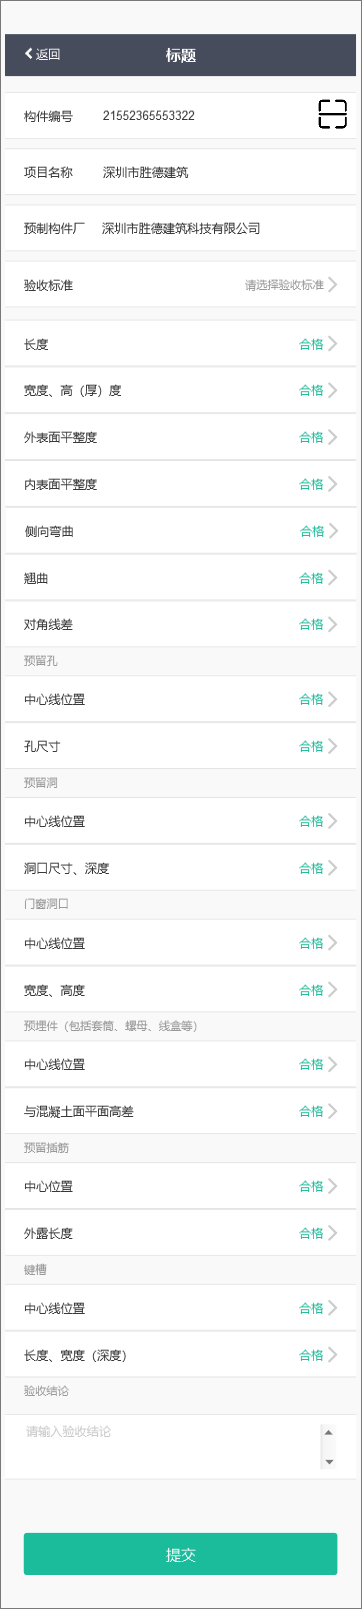 返回 标题
构件编号 21552365553322
项目名称 深圳市胜德建筑
预制构件厂 深圳市胜德建筑科技有限公司
验收标准 请选择验收标准
长度 合格
宽度、高（厚）度 合格
外表面平整度 合格
内表面平整度 合格
侧向弯曲 合格
翘曲 合格
对角线差 合格
预留孔
中心线位置 合格
孔尺寸 合格
预留洞
中心线位置 合格
洞口尺寸、深度 合格
门窗洞口
中心线位置 合格
宽度、高度 合格
预埋件（包括套筒、螺母、线盒等）
中心线位置 合格
与混凝土面平面高差 合格
预留插筋
中心位置 合格
外露长度 合格
键槽
中心线位置 合格
长度、宽度（深度） 合格
验收结论
请输入验收结论
提交